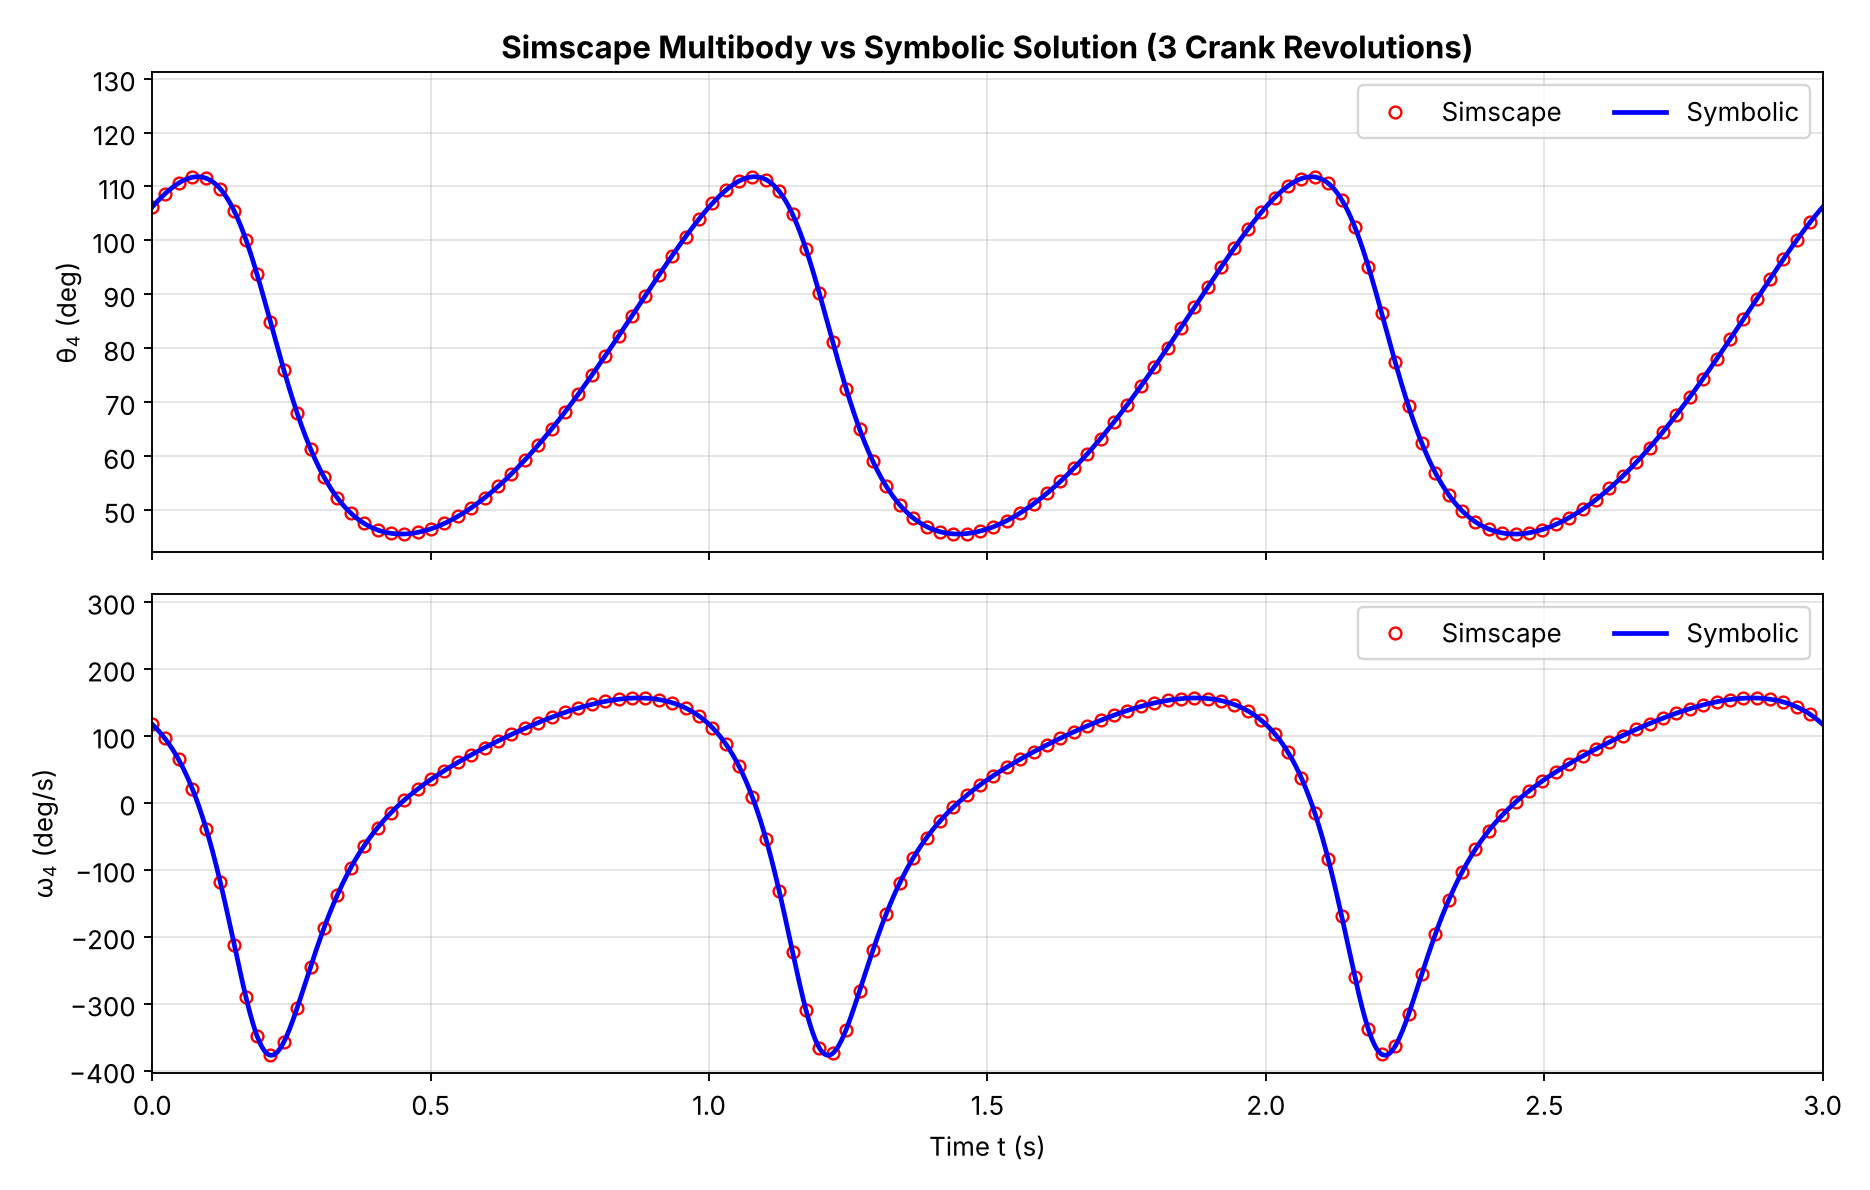 Simscape Multibody vs Symbolic Solution (3 Crank Revolutions)
130
120
110
100
90
80
70
60
50
θ₄ (deg)
Simscape Symbolic
300
200
100
0
−100
−200
−300
−400
ω₄ (deg/s)
Simscape Symbolic
0.0 0.5 1.0 1.5 2.0 2.5 3.0
Time t (s)